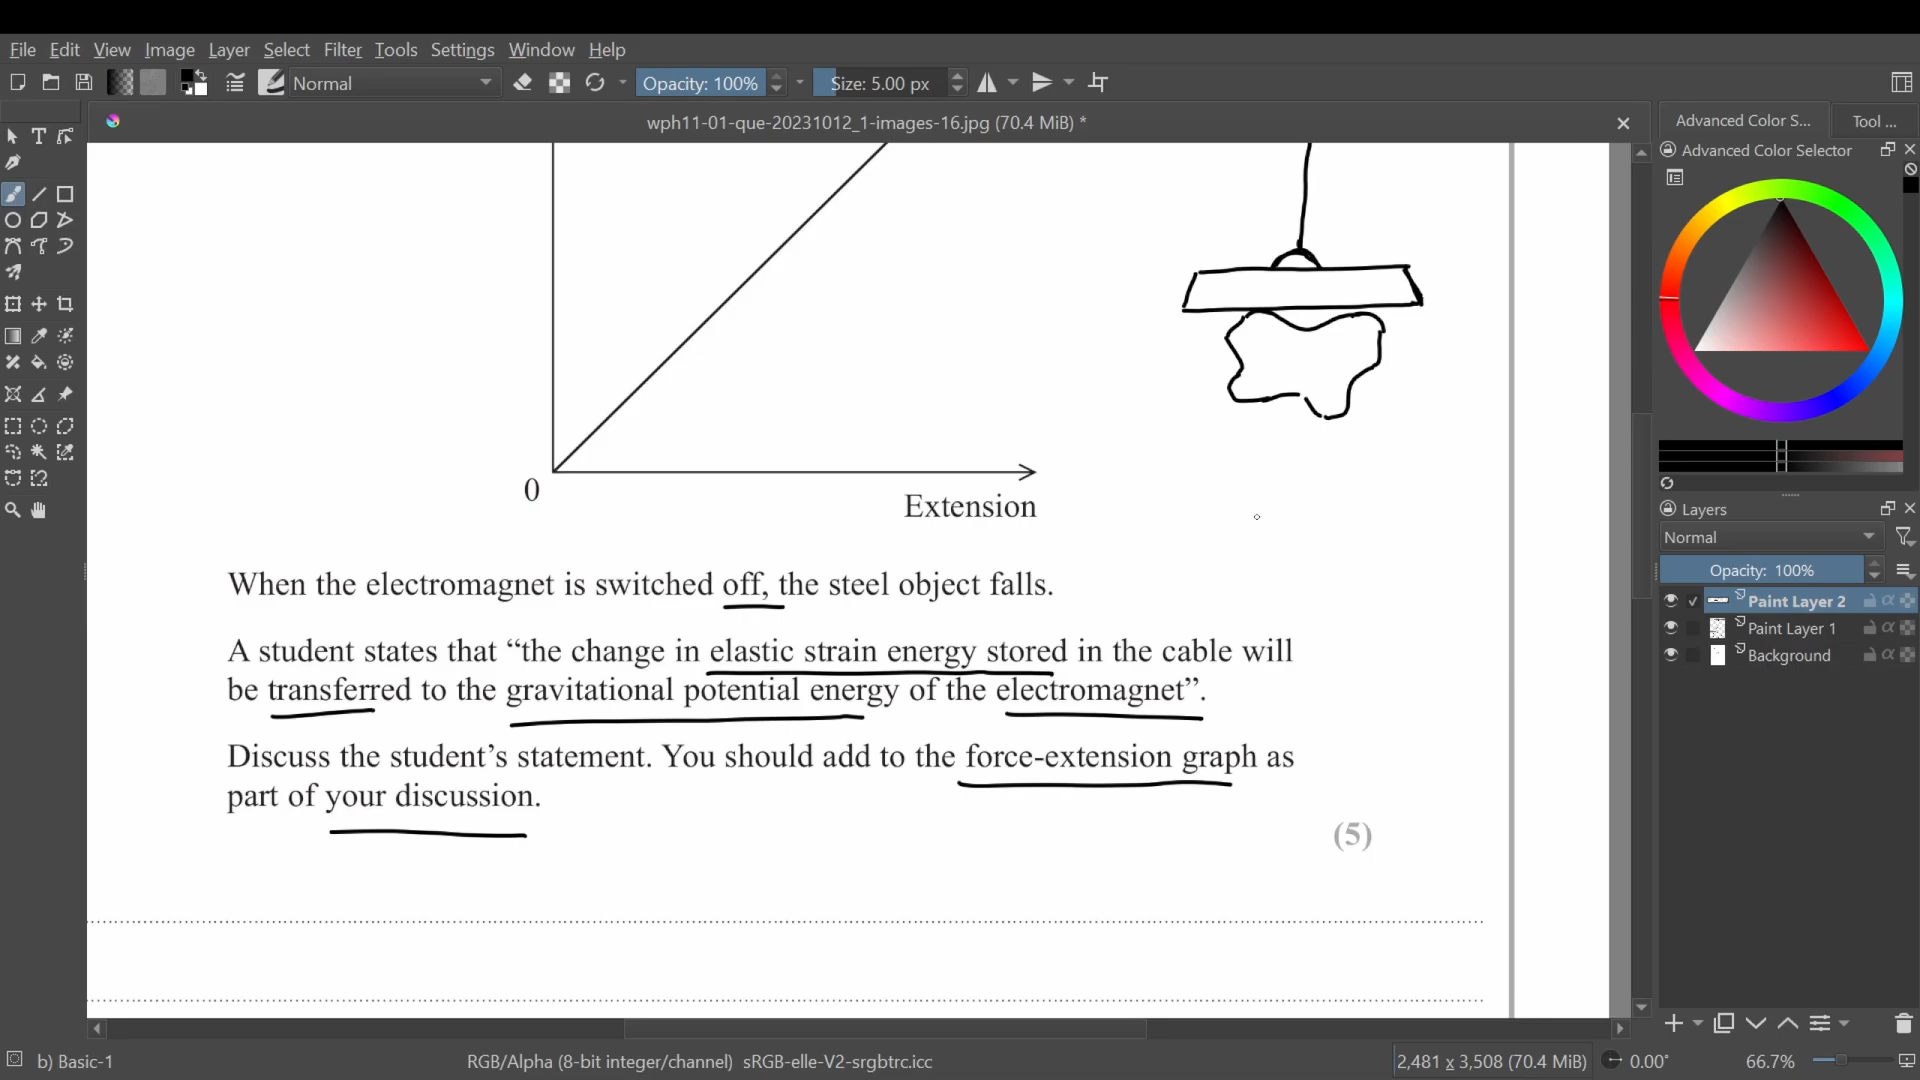 File Edit View Image Layer Select Filter Tools Settings Window Help
Normal Opacity: 100% Size: 5.00 px
wph11-01-que-20231012_1-images-16.jpg (70.4 MiB) *
Advanced Color S... Tool ...
Advanced Color Selector
0
Extension
When the electromagnet is switched off, the steel object falls.
A student states that “the change in elastic strain energy stored in the cable will
be transferred to the gravitational potential energy of the electromagnet”.
Discuss the student’s statement. You should add to the force-extension graph as
part of your discussion.
(5)
Layers
Normal
Opacity: 100%
Paint Layer 2
Paint Layer 1
Background
b) Basic-1 RGB/Alpha (8-bit integer/channel) sRGB-elle-V2-srgbtrc.icc 2,481 x 3,508 (70.4 MiB) 0.00° 66.7%